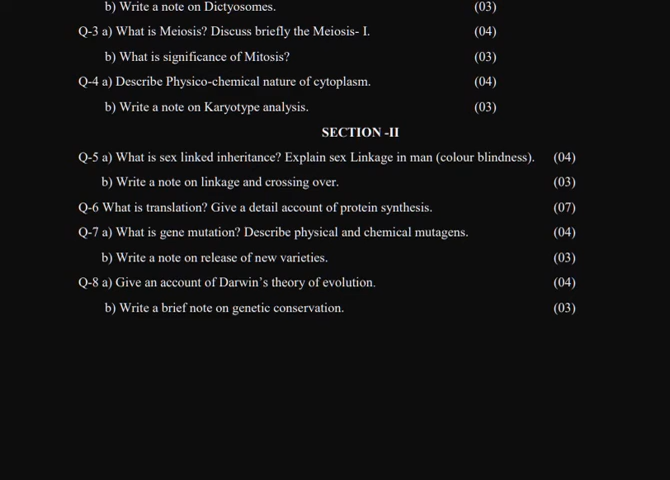 b) Write a note on Dictyosomes. (03)
Q-3 a) What is Meiosis? Discuss briefly the Meiosis- I. (04)
b) What is significance of Mitosis? (03)
Q-4 a) Describe Physico-chemical nature of cytoplasm. (04)
b) Write a note on Karyotype analysis. (03)
SECTION -II
Q-5 a) What is sex linked inheritance? Explain sex Linkage in man (colour blindness). (04)
b) Write a note on linkage and crossing over. (03)
Q-6 What is translation? Give a detail account of protein synthesis. (07)
Q-7 a) What is gene mutation? Describe physical and chemical mutagens. (04)
b) Write a note on release of new varieties. (03)
Q-8 a) Give an account of Darwin’s theory of evolution. (04)
b) Write a brief note on genetic conservation. (03)